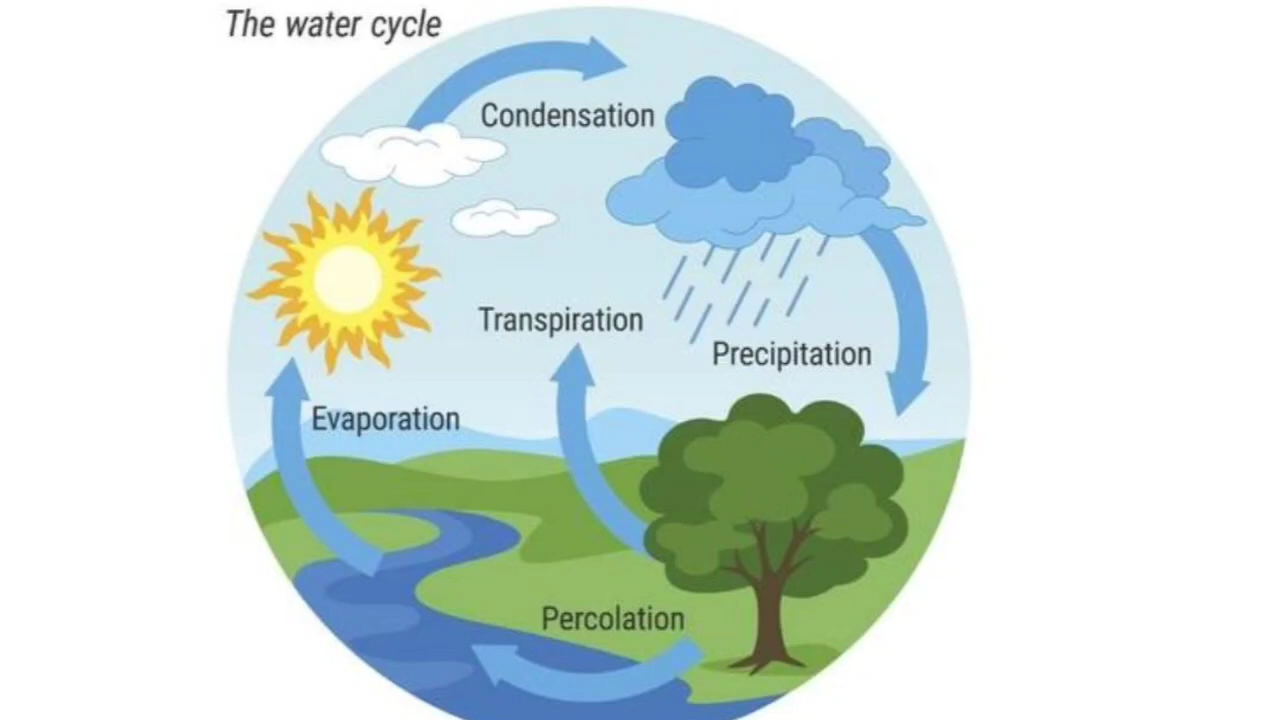 The water cycle
Condensation
Transpiration
Precipitation
Evaporation
Percolation